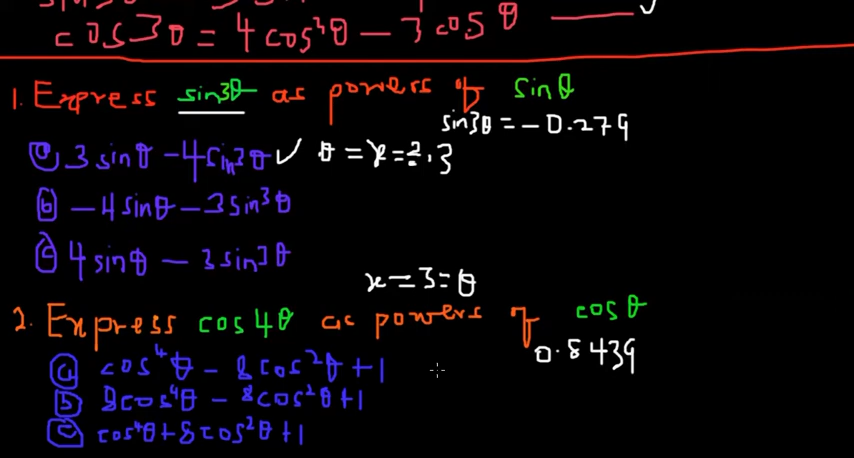 cos3θ = 4cos³θ - 3cosθ
1. Express sin3θ as powers of sinθ
sin3θ = -0.279
(a) 3sinθ - 4sin³θ ✓ θ = x = 2.3
(b) -4sinθ - 3sin³θ
(c) 4sinθ - 3sin³θ
x = 3 = θ
2. Express cos4θ as powers of cosθ
0.8439
(a) cos⁴θ - 8cos²θ + 1
(b) 8cos⁴θ - 8cos²θ + 1
(c) cos⁴θ + 8cos²θ + 1